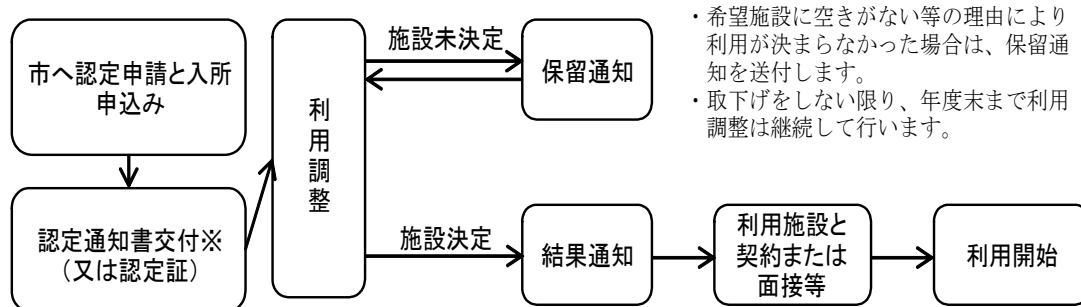 市へ認定申請と入所
申込み
認定通知書交付※
（又は認定証）
利用調整
施設未決定
保留通知
・希望施設に空きがない等の理由により
利用が決まらなかった場合は、保留通
知を送付します。
・取下げをしない限り、年度末まで利用
調整は継続して行います。
施設決定
結果通知
利用施設と
契約または
面接等
利用開始